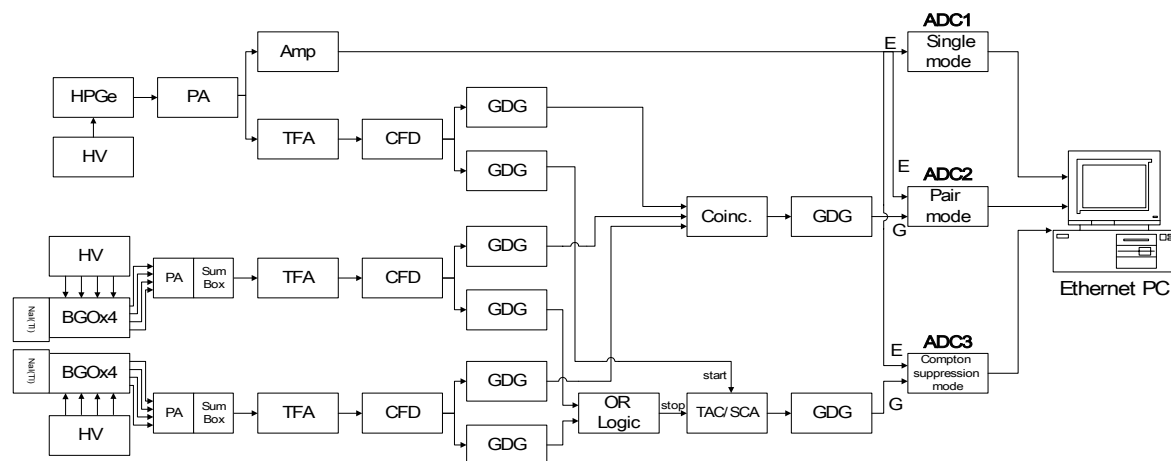 ADC1
E
Single
mode
Amp
HPGe
PA
GDG
TFA
CFD
HV
GDG
E
ADC2
Pair
mode
Coinc.
GDG
G
Ethernet PC
HV
GDG
PA
Sum
Box
TFA
CFD
NaI(Tl)
BGOx4
GDG
ADC3
E
Compton
suppression
mode
G
NaI(Tl)
BGOx4
GDG
start
PA
Sum
Box
TFA
CFD
OR
Logic
stop
TAC/SCA
GDG
HV
GDG